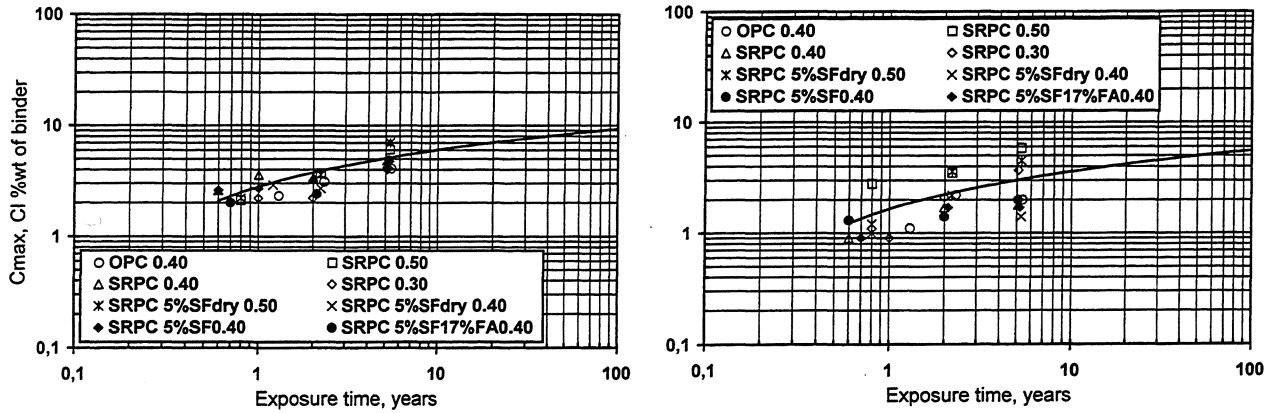 100
10
1
0,1
Cmax, Cl %wt of binder
OPC 0.40
SRPC 0.50
SRPC 0.40
SRPC 0.30
SRPC 5%SFdry 0.50
SRPC 5%SFdry 0.40
SRPC 5%SF0.40
SRPC 5%SF17%FA0.40
0,1 1 10 100
Exposure time, years
100
10
1
0,1
OPC 0.40
SRPC 0.50
SRPC 0.40
SRPC 0.30
SRPC 5%SFdry 0.50
SRPC 5%SFdry 0.40
SRPC 5%SF0.40
SRPC 5%SF17%FA0.40
0,1 1 10 100
Exposure time, years